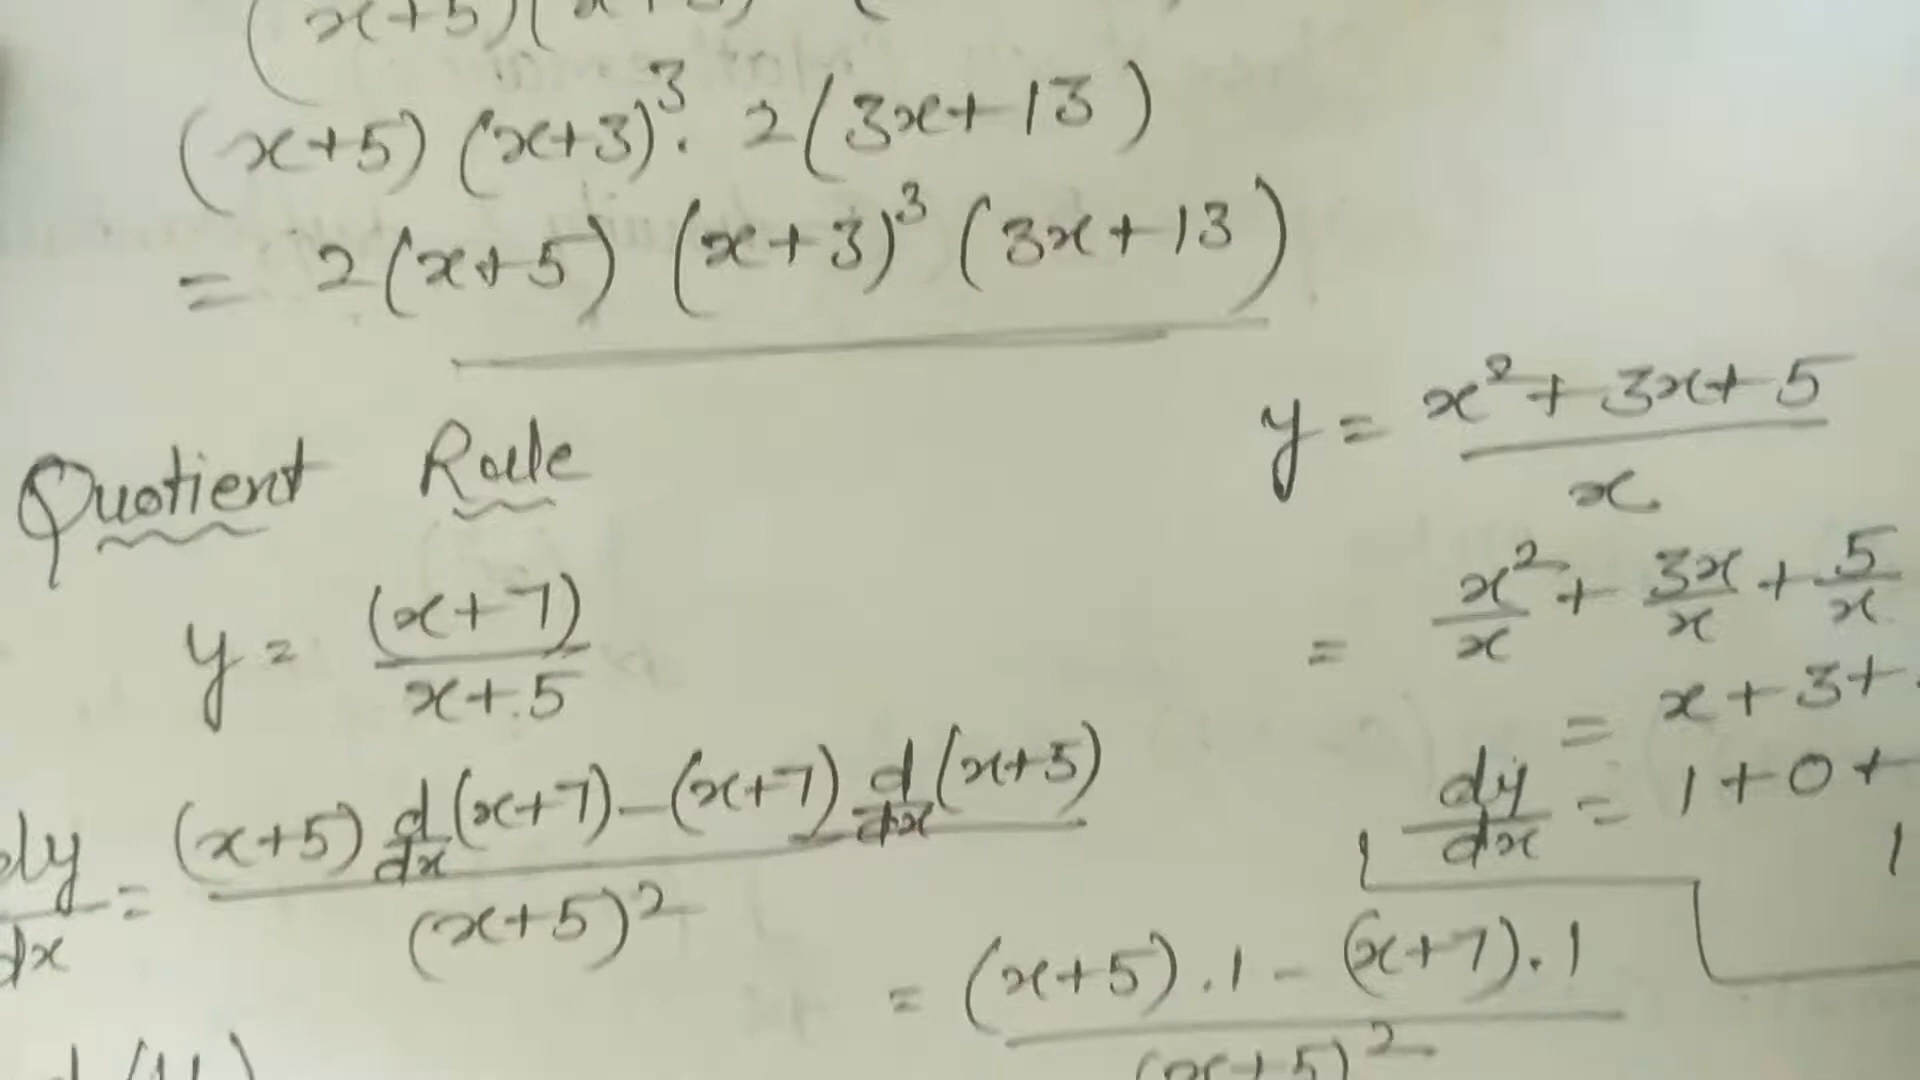 (x+5)(x+3)
(x+5) (x+3)³. 2(3x+13)
= 2(x+5) (x+3)³ (3x+13)
Quotient Rule
y = (x+7)/(x+5)
dy/dx = ((x+5) d/dx (x+7) - (x+7) d/dx (x+5))/(x+5)²
= ((x+5).1 - (x+7).1)/(x+5)²
y = (x²+3x+5)/x
= x²/x + 3x/x + 5/x
= x+3+
dy/dx = 1+0+